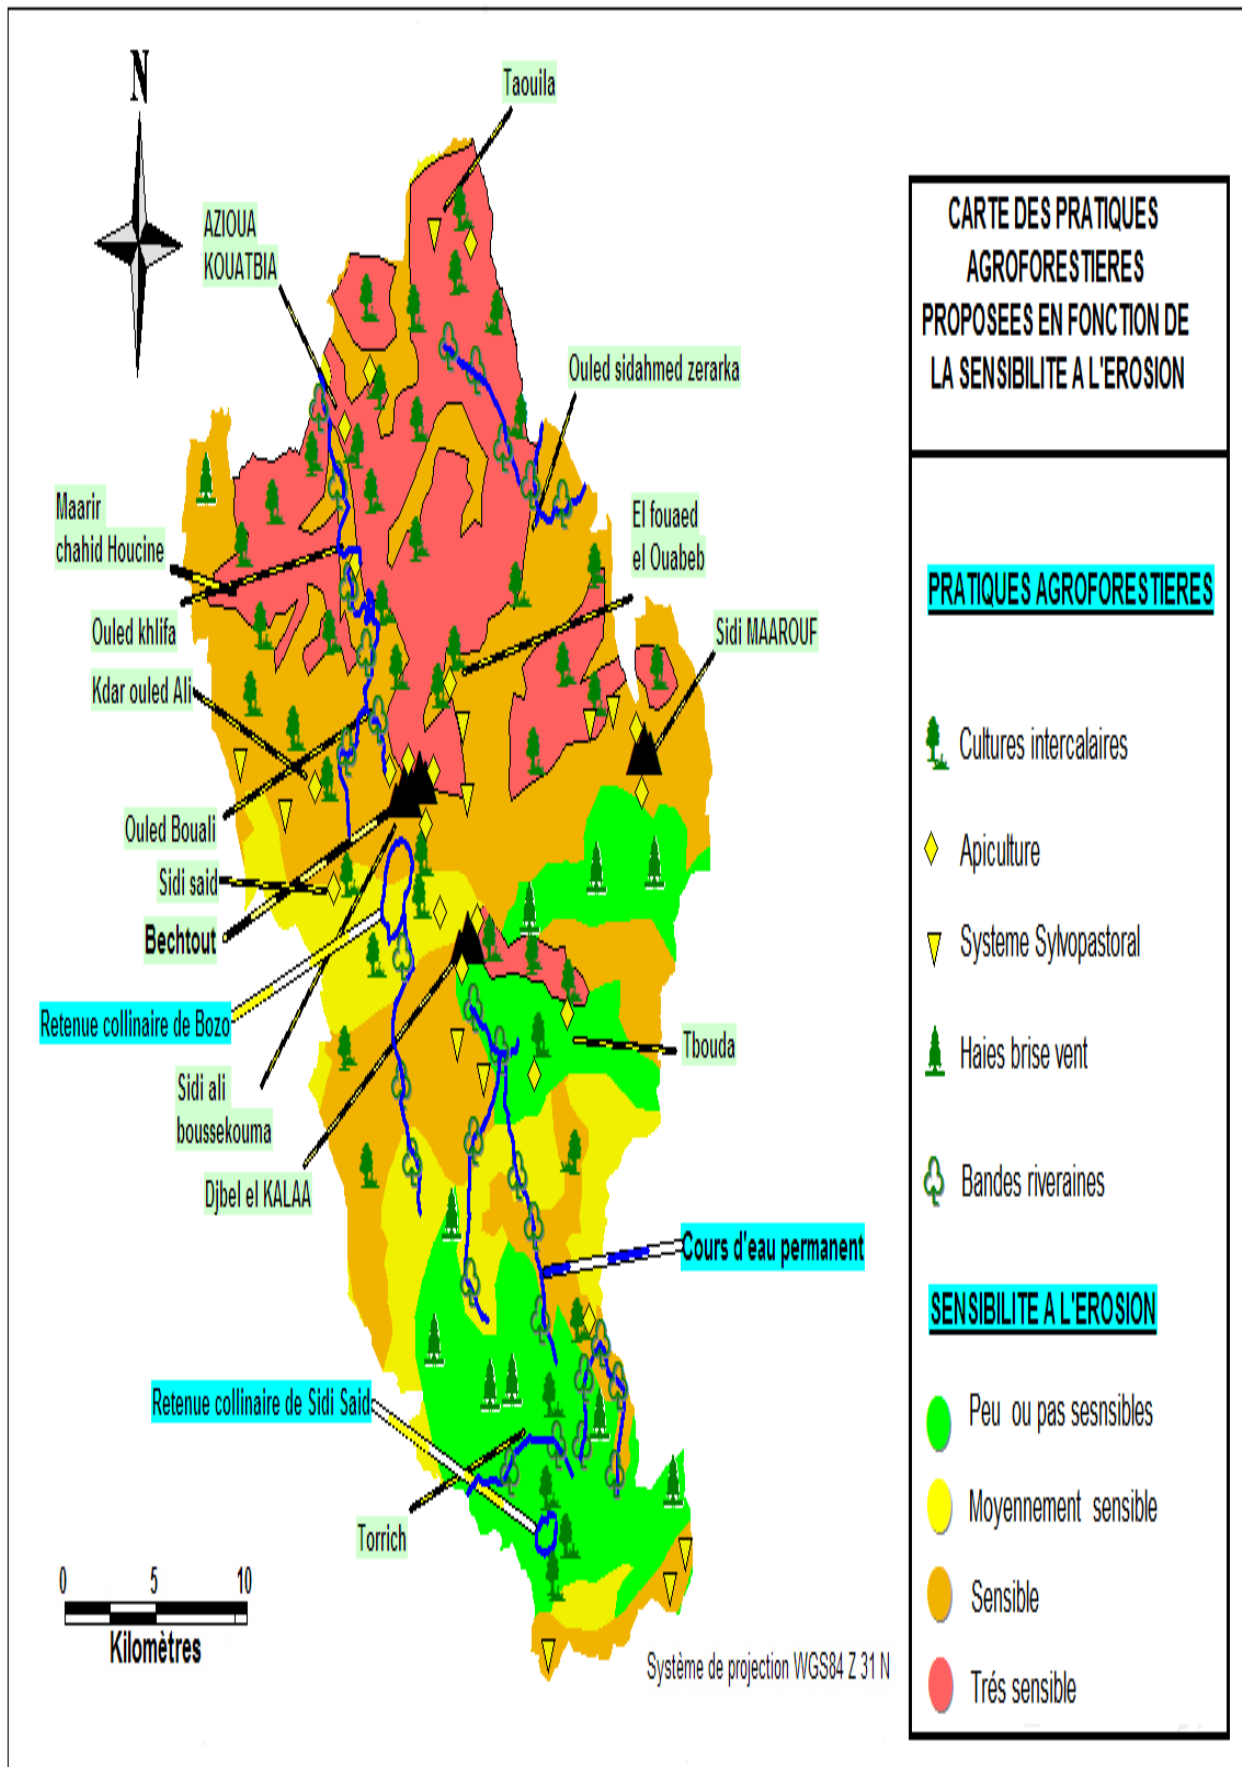 N
Taouila
AZIOUA
KOUATBIA
Ouled sidahmed zerarka
Maarir
chahid Houcine
El fouaed
el Ouabeb
Ouled khlifa
Sidi MAAROUF
Kdar ouled Ali
Ouled Bouali
Sidi said
Bechtout
Retenue collinaire de Bozo
Tbouda
Sidi ali
boussekouma
Djbel el KALAA
Cours d'eau permanent
Retenue collinaire de Sidi Said
Torrich
0 5 10
Kilomètres
Système de projection WGS84 Z 31 N
CARTE DES PRATIQUES
AGROFORESTIERES
PROPOSEES EN FONCTION DE
LA SENSIBILITE A L'EROSION
PRATIQUES AGROFORESTIERES
Cultures intercalaires
Apiculture
Systeme Sylvopastoral
Haies brise vent
Bandes riveraines
SENSIBILITE A L'EROSION
Peu ou pas sesnsibles
Moyennement sensible
Sensible
Trés sensible